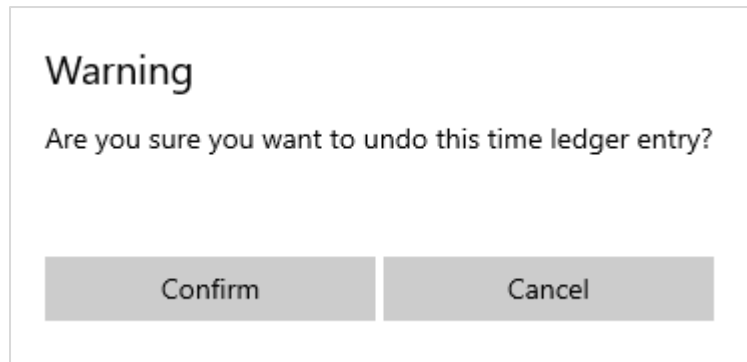 Warning
Are you sure you want to undo this time ledger entry?
Confirm Cancel